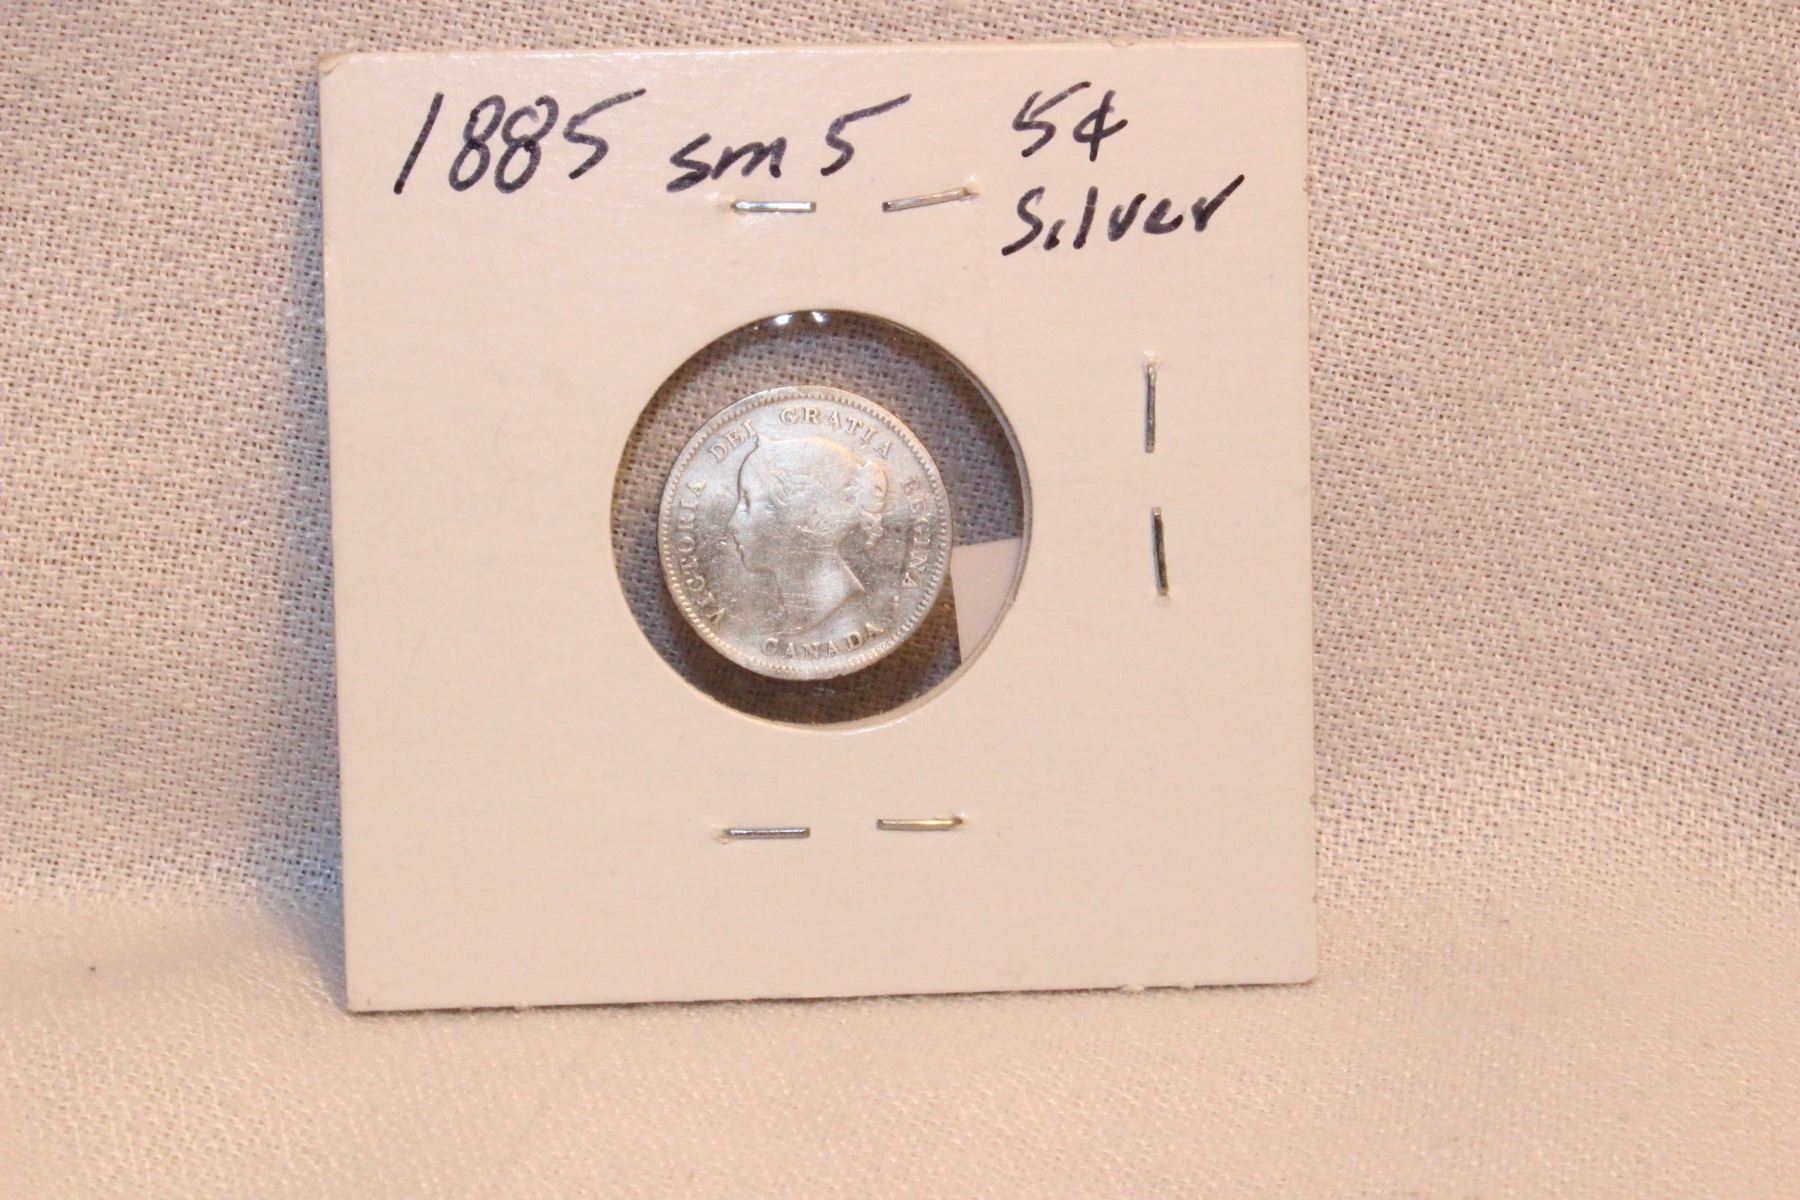 1885 sm 5 5¢
Silver
VICTORIA DEI GRATIA REGINA
CANADA